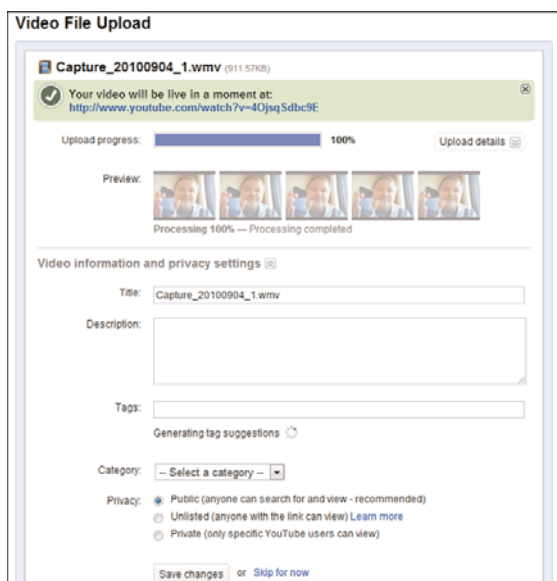 Video File Upload
Capture_20100904_1.wmv (911.57KB)
Your video will be live in a moment at:
http://www.youtube.com/watch?v=4OjsqSdbc9E
Upload progress: 100% Upload details
Preview:
Processing 100% — Processing completed
Video information and privacy settings
Title: Capture_20100904_1.wmv
Description:
Tags:
Generating tag suggestions
Category: -- Select a category --
Privacy: Public (anyone can search for and view - recommended)
Unlisted (anyone with the link can view) Learn more
Private (only specific YouTube users can view)
Save changes or Skip for now